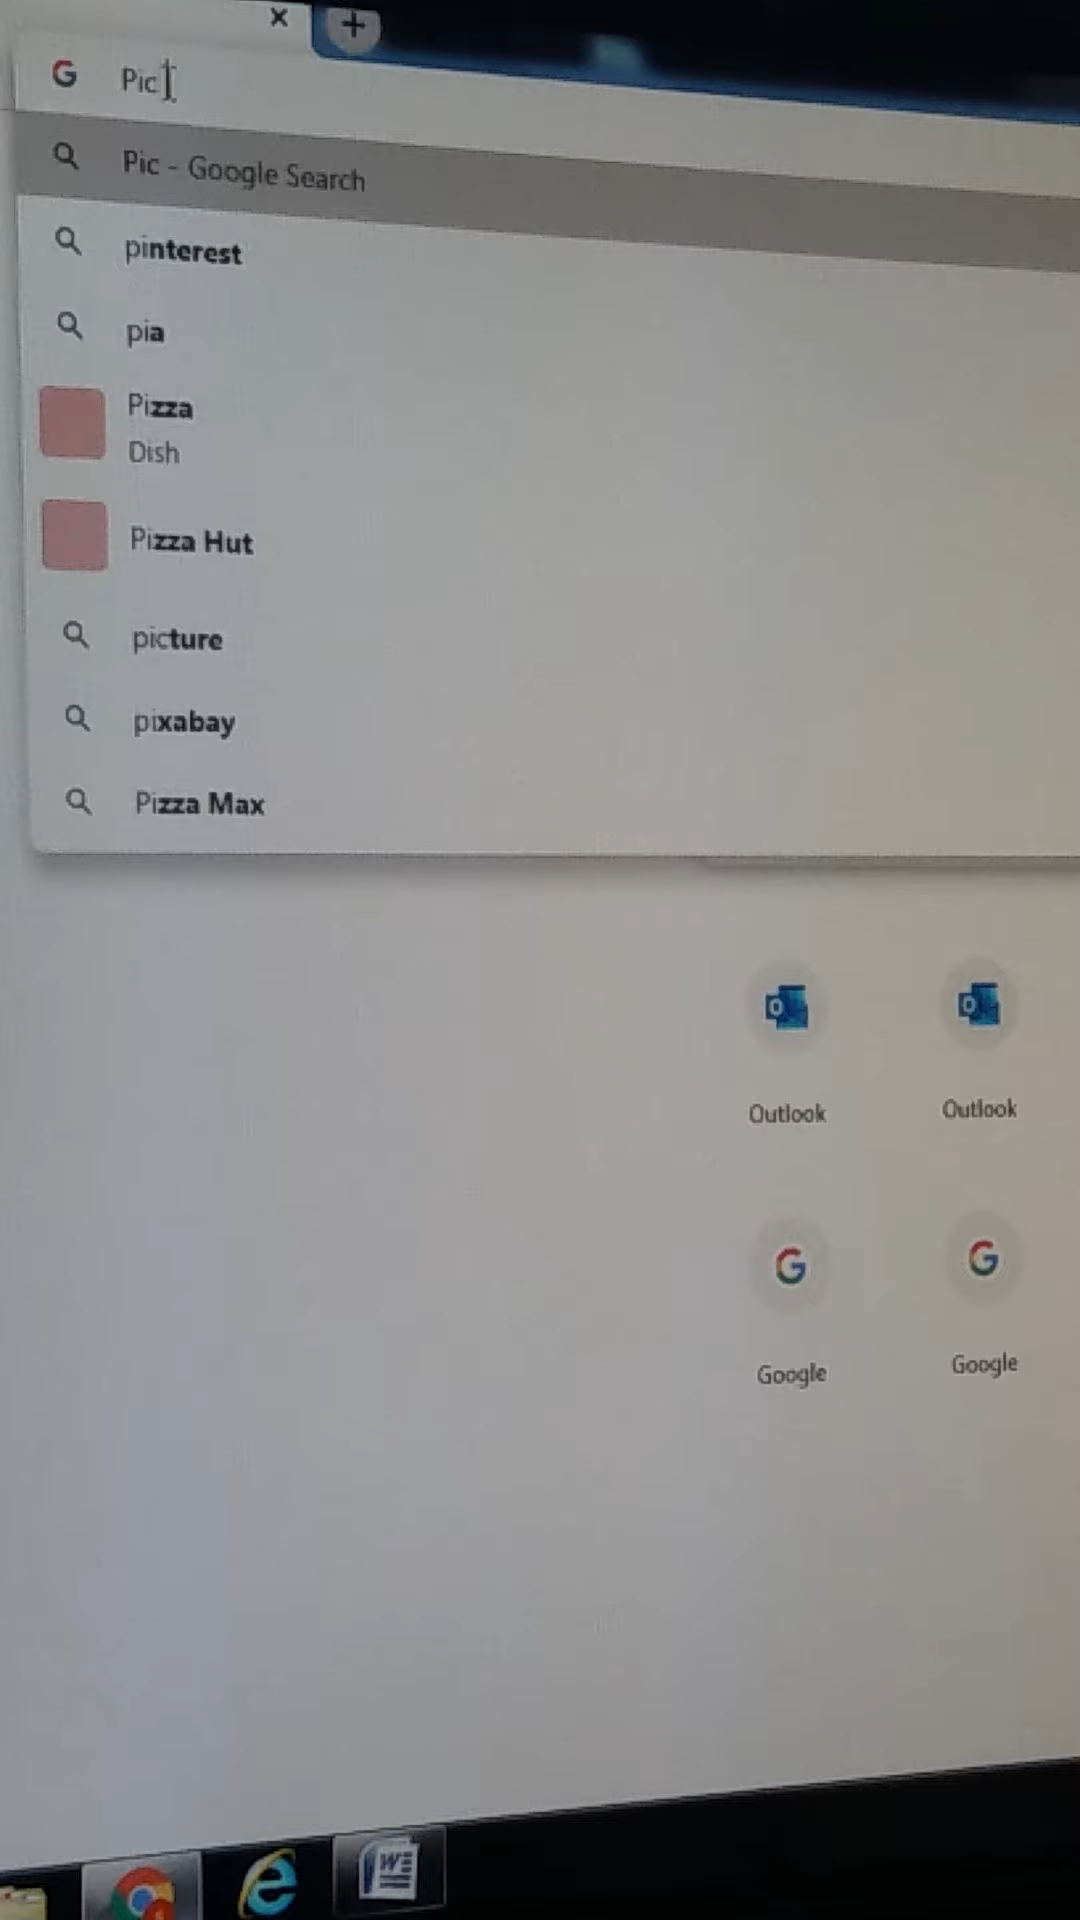 Pic
Pic - Google Search
pinterest
pia
Pizza
Dish
Pizza Hut
picture
pixabay
Pizza Max
Outlook
Outlook
Google
Google